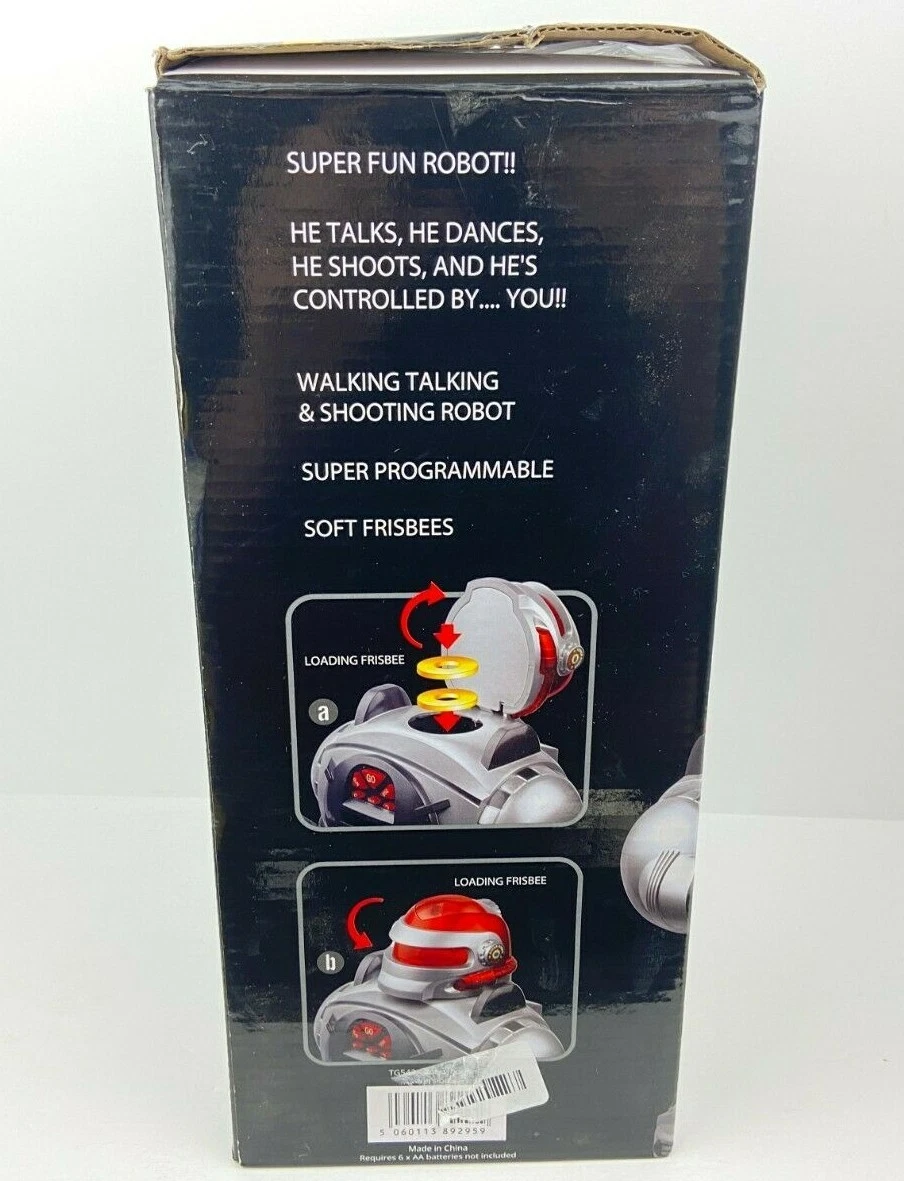 SUPER FUN ROBOT!!
HE TALKS, HE DANCES,
HE SHOOTS, AND HE'S
CONTROLLED BY.... YOU!!
WALKING TALKING
& SHOOTING ROBOT
SUPER PROGRAMMABLE
SOFT FRISBEES
LOADING FRISBEE
a
GO
LOADING FRISBEE
b
GO
5 060113 892959
Made in China
Requires 6 x AA batteries not included